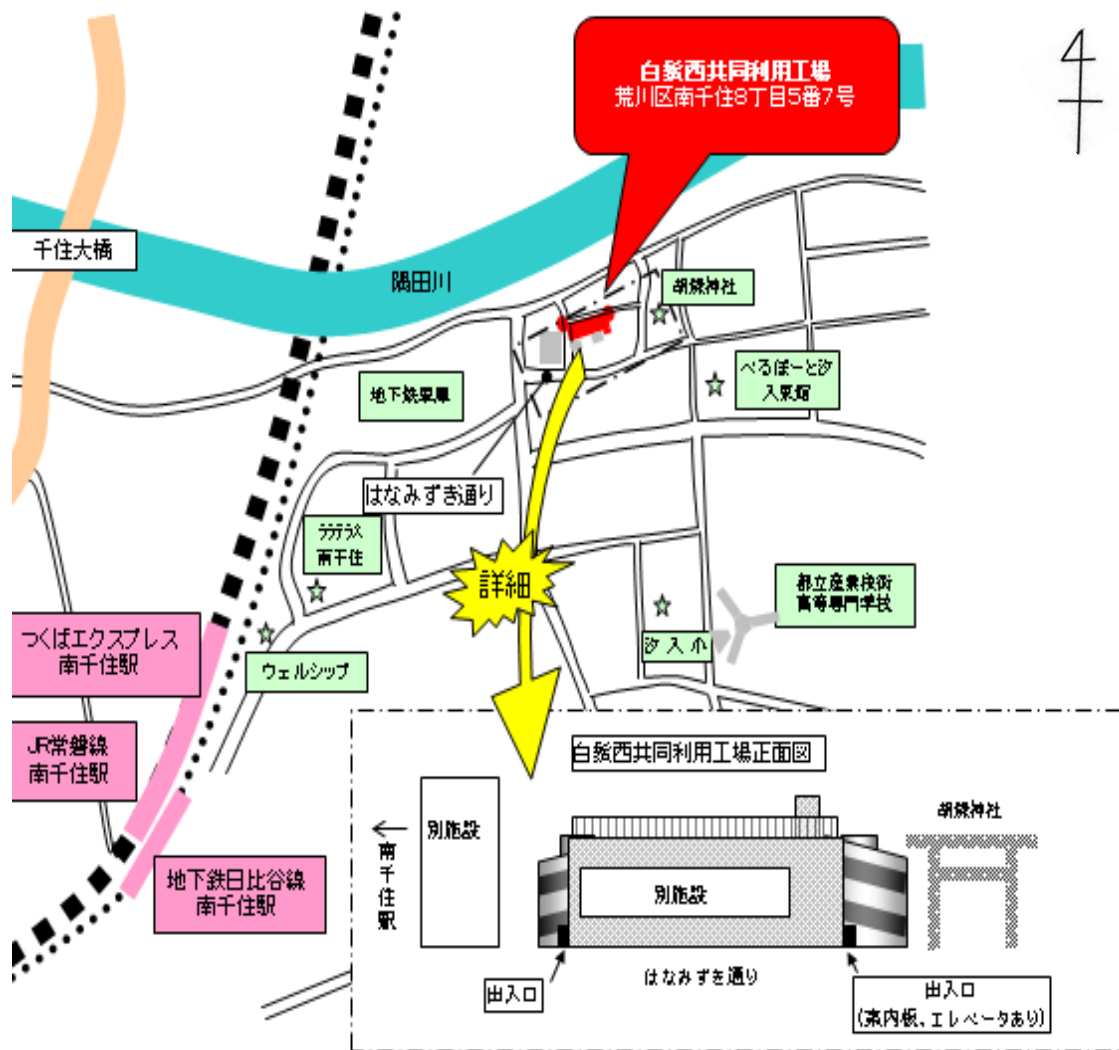 白鬚西共同利用工場
荒川区南千住8丁目5番7号
千住大橋
隅田川
胡録神社
べるぽーと汐
入東館
地下鉄車庫
はなみずき通り
ララテラス
南千住
詳細
都立産業技術
高等専門学校
汐入小
つくばエクスプレス
南千住駅
ウェルシップ
JR常磐線
南千住駅
地下鉄日比谷線
南千住駅
白鬚西共同利用工場正面図
別施設
←
南千住駅
胡録神社
別施設
はなみずき通り
出入口
出入口
(案内板、エレベータあり)